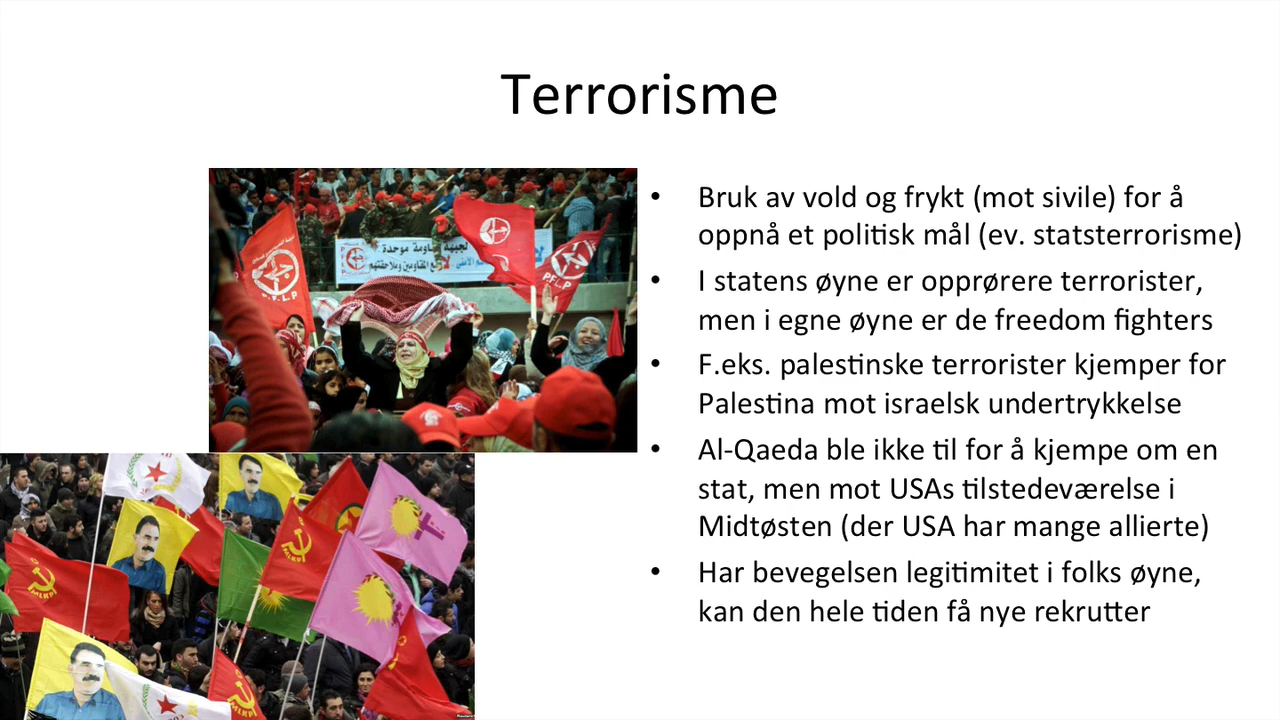 Terrorisme
P.F.L.P
P.F.L.P
MLKP
MLKP
• Bruk av vold og frykt (mot sivile) for å
oppnå et politisk mål (ev. statsterrorisme)
• I statens øyne er opprørere terrorister,
men i egne øyne er de freedom fighters
• F.eks. palestinske terrorister kjemper for
Palestina mot israelsk undertrykkelse
• Al-Qaeda ble ikke til for å kjempe om en
stat, men mot USAs tilstedeværelse i
Midtøsten (der USA har mange allierte)
• Har bevegelsen legitimitet i folks øyne,
kan den hele tiden få nye rekrutter